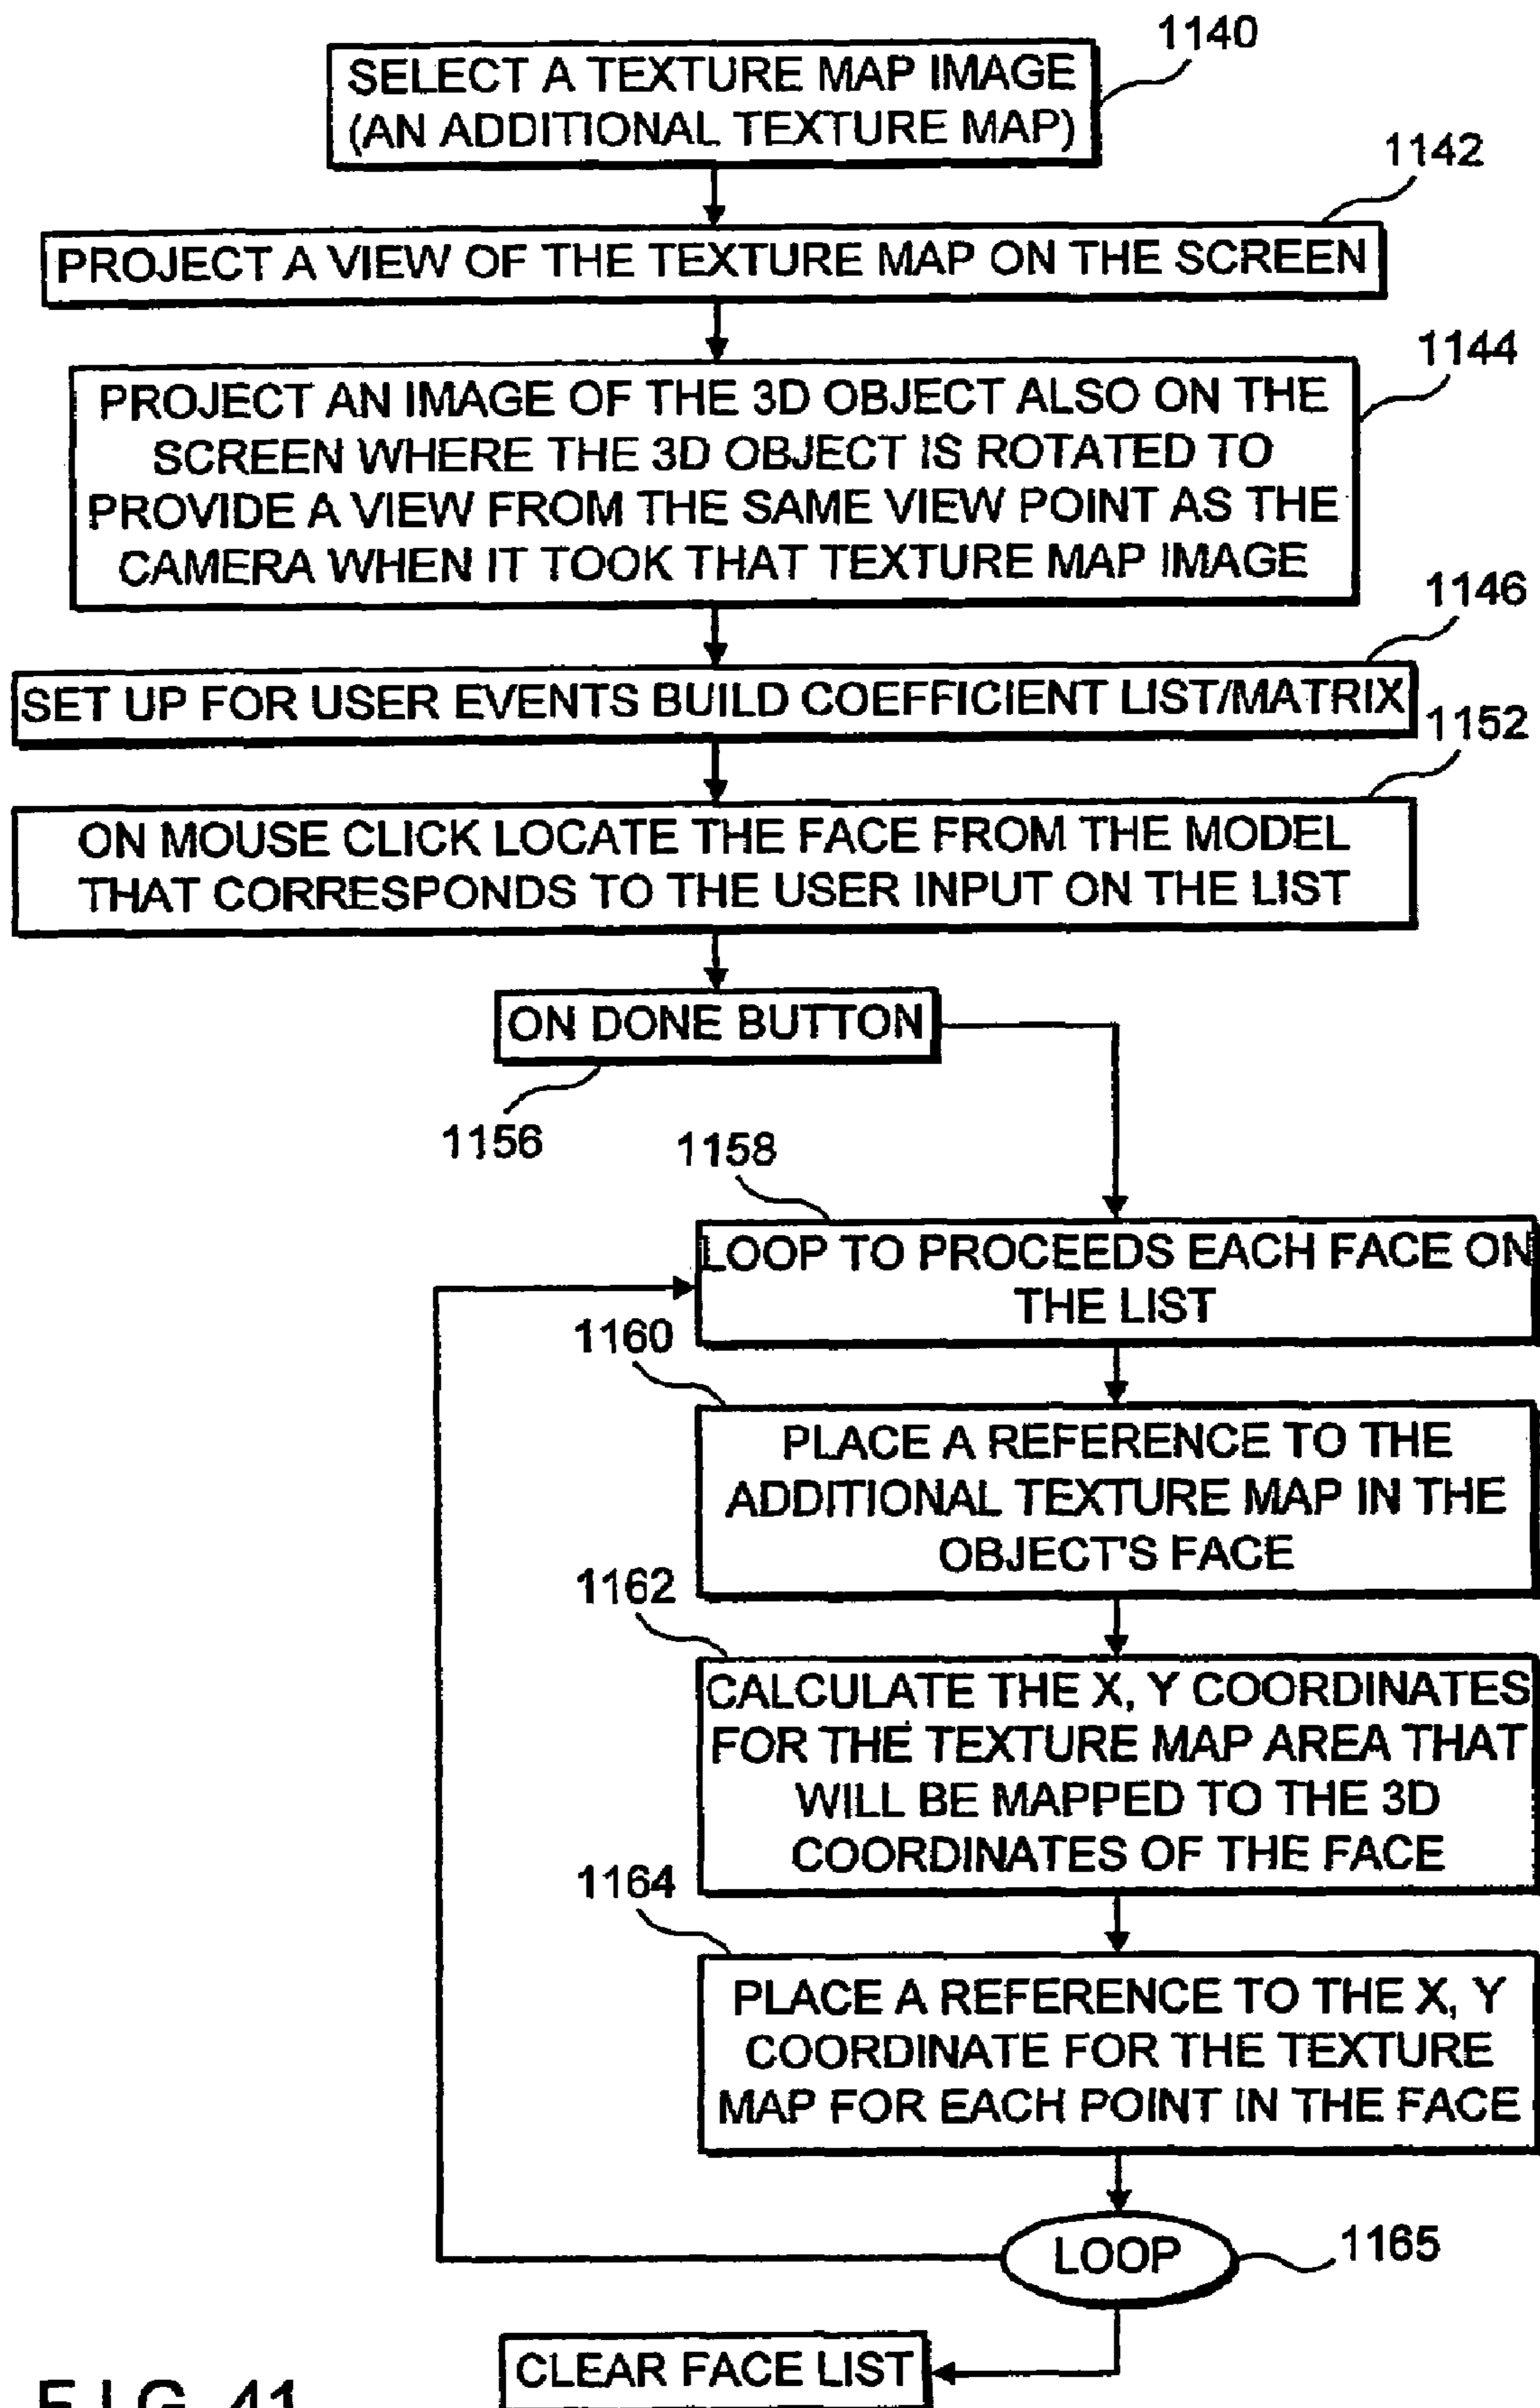 1140
SELECT A TEXTURE MAP IMAGE
(AN ADDITIONAL TEXTURE MAP)
1142
PROJECT A VIEW OF THE TEXTURE MAP ON THE SCREEN
1144
PROJECT AN IMAGE OF THE 3D OBJECT ALSO ON THE
SCREEN WHERE THE 3D OBJECT IS ROTATED TO
PROVIDE A VIEW FROM THE SAME VIEW POINT AS THE
CAMERA WHEN IT TOOK THAT TEXTURE MAP IMAGE
1146
SET UP FOR USER EVENTS BUILD COEFFICIENT LIST/MATRIX
1152
ON MOUSE CLICK LOCATE THE FACE FROM THE MODEL
THAT CORRESPONDS TO THE USER INPUT ON THE LIST
ON DONE BUTTON
1156
1158
LOOP TO PROCEEDS EACH FACE ON
THE LIST
1160
PLACE A REFERENCE TO THE
ADDITIONAL TEXTURE MAP IN THE
OBJECT'S FACE
1162
CALCULATE THE X, Y COORDINATES
FOR THE TEXTURE MAP AREA THAT
WILL BE MAPPED TO THE 3D
COORDINATES OF THE FACE
1164
PLACE A REFERENCE TO THE X, Y
COORDINATE FOR THE TEXTURE
MAP FOR EACH POINT IN THE FACE
LOOP
1165
CLEAR FACE LIST
FIG. 41